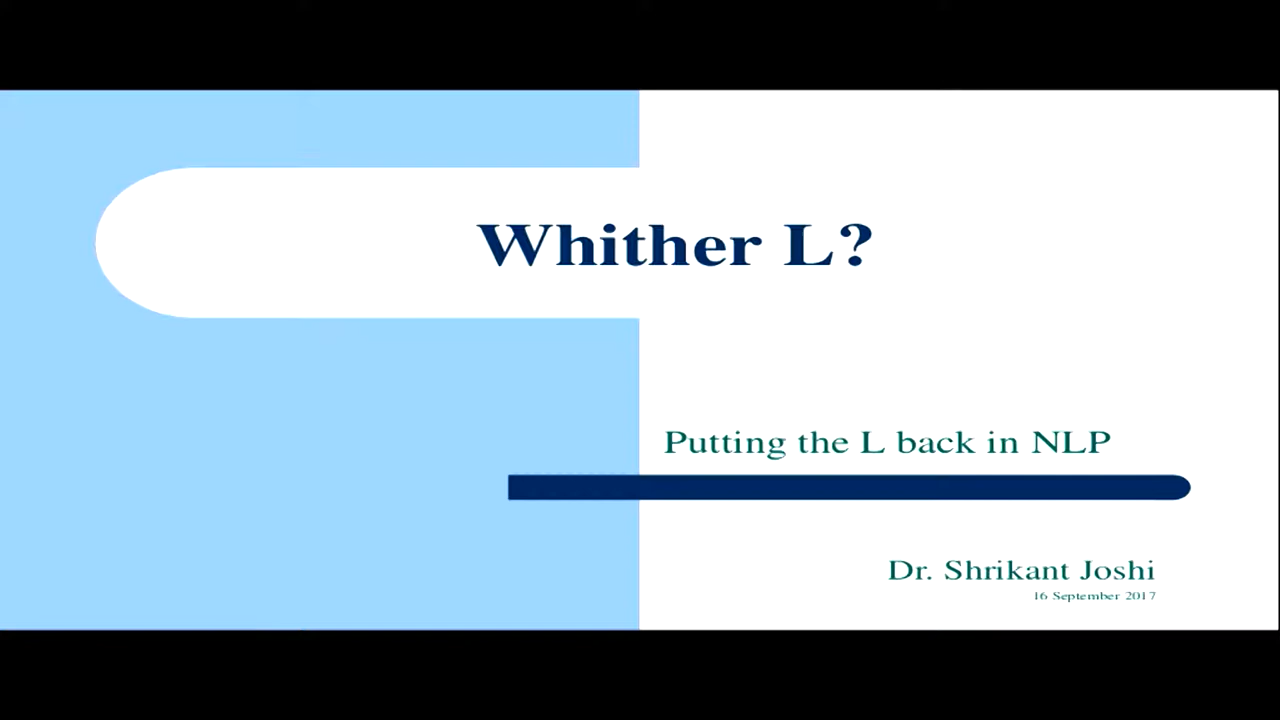 Whither L?
Putting the L back in NLP
Dr. Shrikant Joshi
16 September 2017